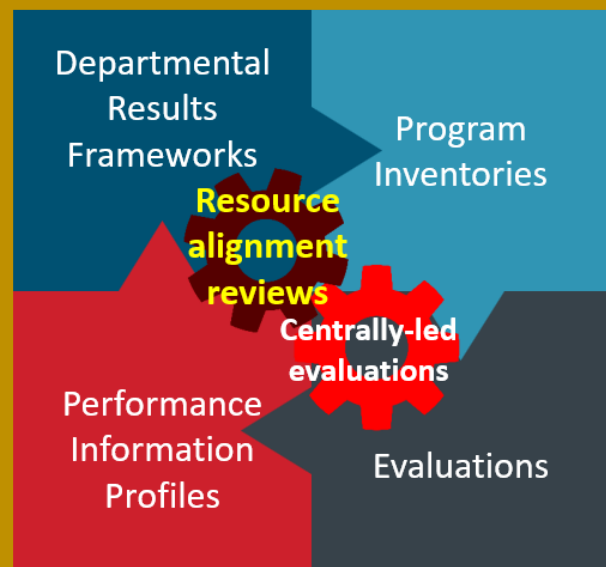 Departmental
Results
Frameworks
Program
Inventories
Resource
alignment
reviews
Centrally-led
evaluations
Performance
Information
Profiles
Evaluations